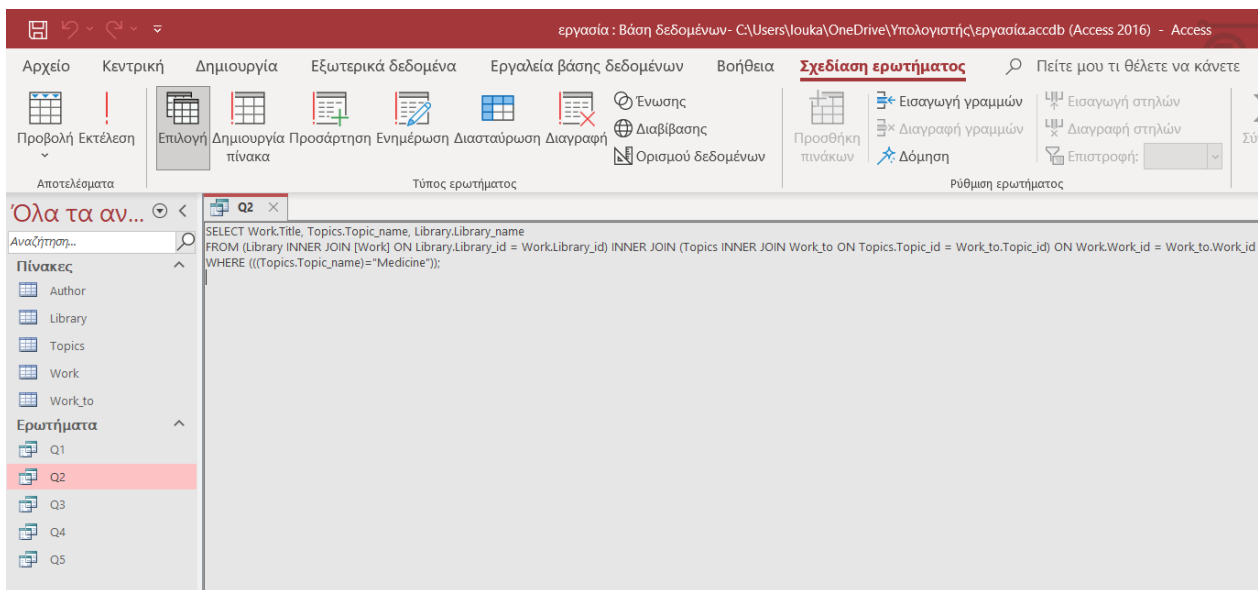 εργασία : Βάση δεδομένων- C:\Users\louka\OneDrive\Υπολογιστής\εργασία.accdb (Access 2016) - Access
Αρχείο Κεντρική Δημιουργία Εξωτερικά δεδομένα Εργαλεία βάσης δεδομένων Βοήθεια Σχεδίαση ερωτήματος Πείτε μου τι θέλετε να κάνετε
Προβολή Εκτέλεση
Αποτελέσματα
Επιλογή Δημιουργία πίνακα Προσάρτηση Ενημέρωση Διασταύρωση Διαγραφή
Ένωσης
Διαβίβασης
Ορισμού δεδομένων
Τύπος ερωτήματος
Προσθήκη
πινάκων
Εισαγωγή γραμμών
Διαγραφή γραμμών
Δόμηση
Εισαγωγή στηλών
Διαγραφή στηλών
Επιστροφή:
Ρύθμιση ερωτήματος
Όλα τα αν...
Αναζήτηση...
Πίνακες
Author
Library
Topics
Work
Work_to
Ερωτήματα
Q1
Q2
Q3
Q4
Q5
Q2
SELECT Work.Title, Topics.Topic_name, Library.Library_name
FROM (Library INNER JOIN [Work] ON Library.Library_id = Work.Library_id) INNER JOIN (Topics INNER JOIN Work_to ON Topics.Topic_id = Work_to.Topic_id) ON Work.Work_id = Work_to.Work_id
WHERE (((Topics.Topic_name)="Medicine"));